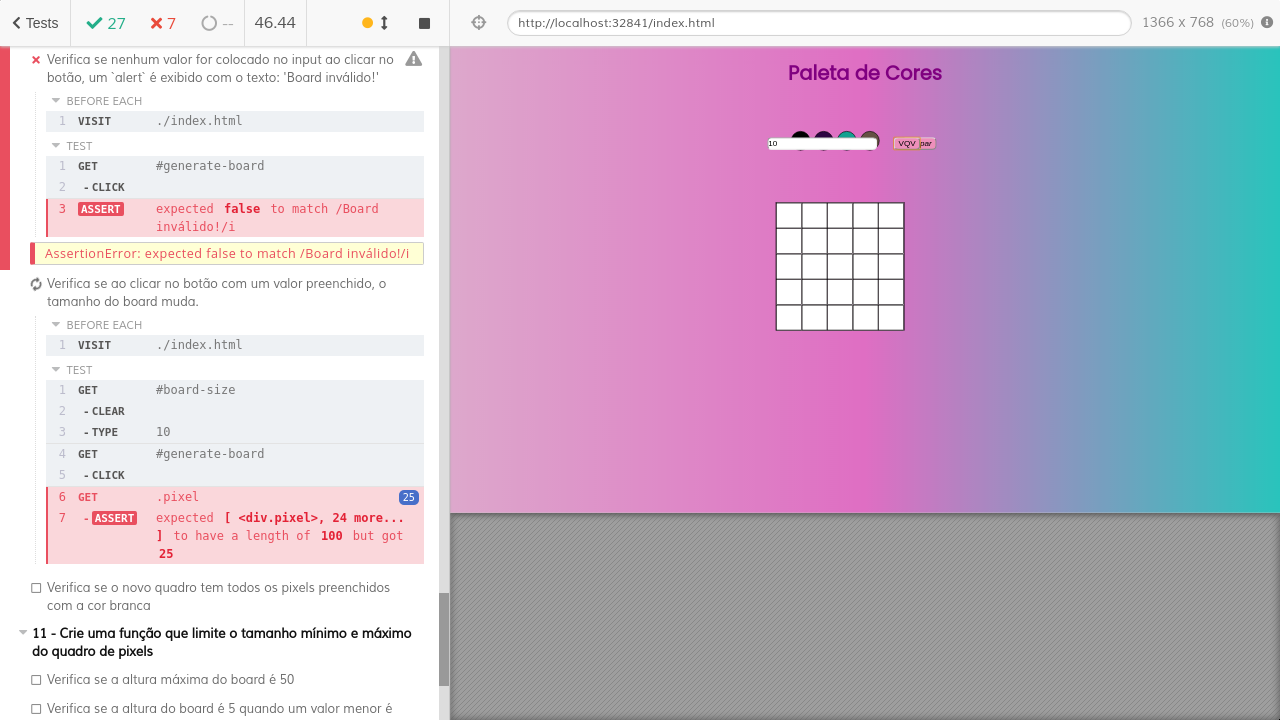 Tests
27
7
--
46.44
http://localhost:32841/index.html
1366 x 768 (60%)
Verifica se nenhum valor for colocado no input ao clicar no
botão, um `alert` é exibido com o texto: 'Board inválido!'
BEFORE EACH
1 VISIT ./index.html
TEST
1 GET #generate-board
2 - CLICK
3 ASSERT expected false to match /Board
inválido!/i
AssertionError: expected false to match /Board inválido!/i
Verifica se ao clicar no botão com um valor preenchido, o
tamanho do board muda.
BEFORE EACH
1 VISIT ./index.html
TEST
1 GET #board-size
2 - CLEAR
3 - TYPE 10
4 GET #generate-board
5 - CLICK
6 GET .pixel 25
7 - ASSERT expected [ <div.pixel>, 24 more...
] to have a length of 100 but got
25
Verifica se o novo quadro tem todos os pixels preenchidos
com a cor branca
11 - Crie uma função que limite o tamanho mínimo e máximo
do quadro de pixels
Verifica se a altura máxima do board é 50
Verifica se a altura do board é 5 quando um valor menor é
Paleta de Cores
10
VQV par